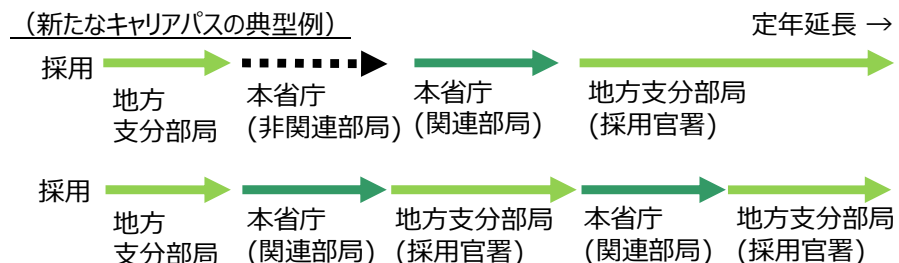 （新たなキャリアパスの典型例） 定年延長 →
採用
地方 本省庁 本省庁 地方支分部局
支分部局 (非関連部局) (関連部局) (採用官署)
採用
地方 本省庁 地方支分部局 本省庁 地方支分部局
支分部局 (関連部局) (採用官署) (関連部局) (採用官署)